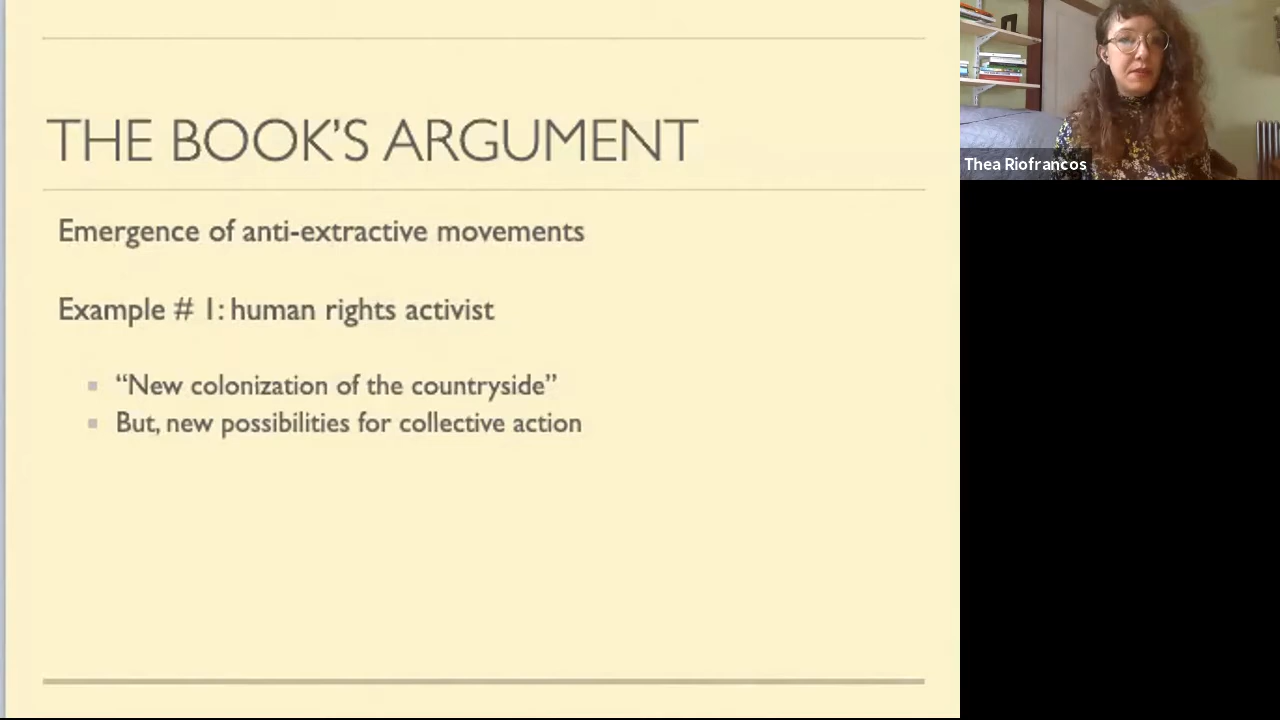 THE BOOK’S ARGUMENT
Emergence of anti-extractive movements
Example # 1: human rights activist
“New colonization of the countryside”
But, new possibilities for collective action
Thea Riofrancos